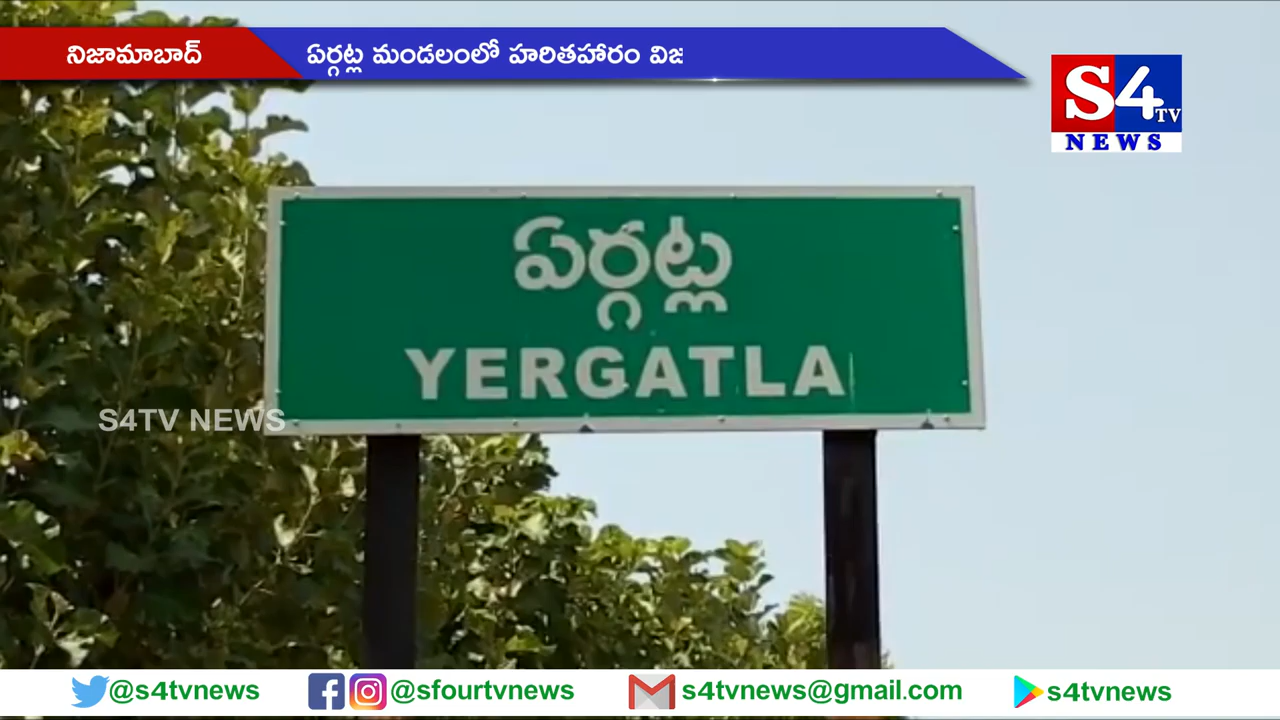 నిజామాబాద్
ఏర్గట్ల మండలంలో హరితహారం విజ
S4
TV
NEWS
ఏర్గట్ల
YERGATLA
S4TV NEWS
@s4tvnews
@sfourtvnews
s4tvnews@gmail.com
s4tvnews